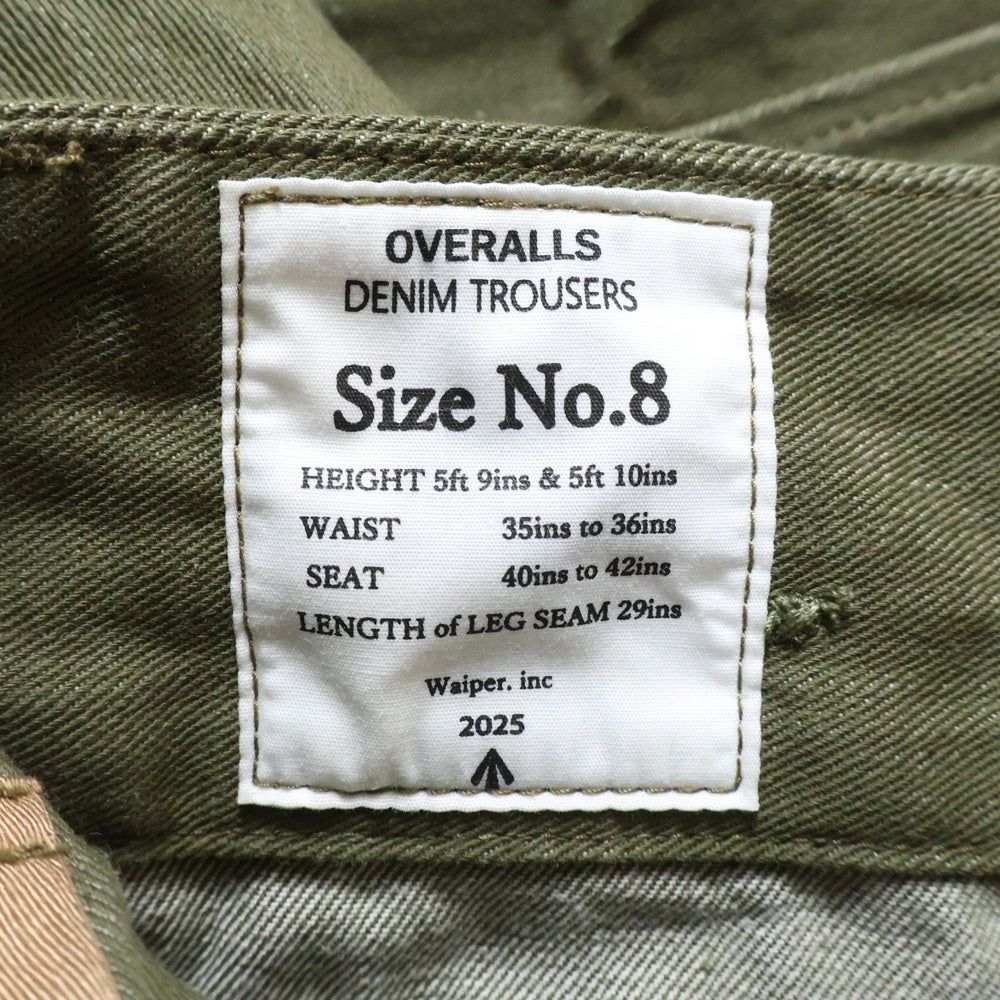 OVERALLS
DENIM TROUSERS
Size No.8
HEIGHT 5ft 9ins & 5ft 10ins
WAIST 35ins to 36ins
SEAT 40ins to 42ins
LENGTH of LEG SEAM 29ins
Waiper. inc
2025